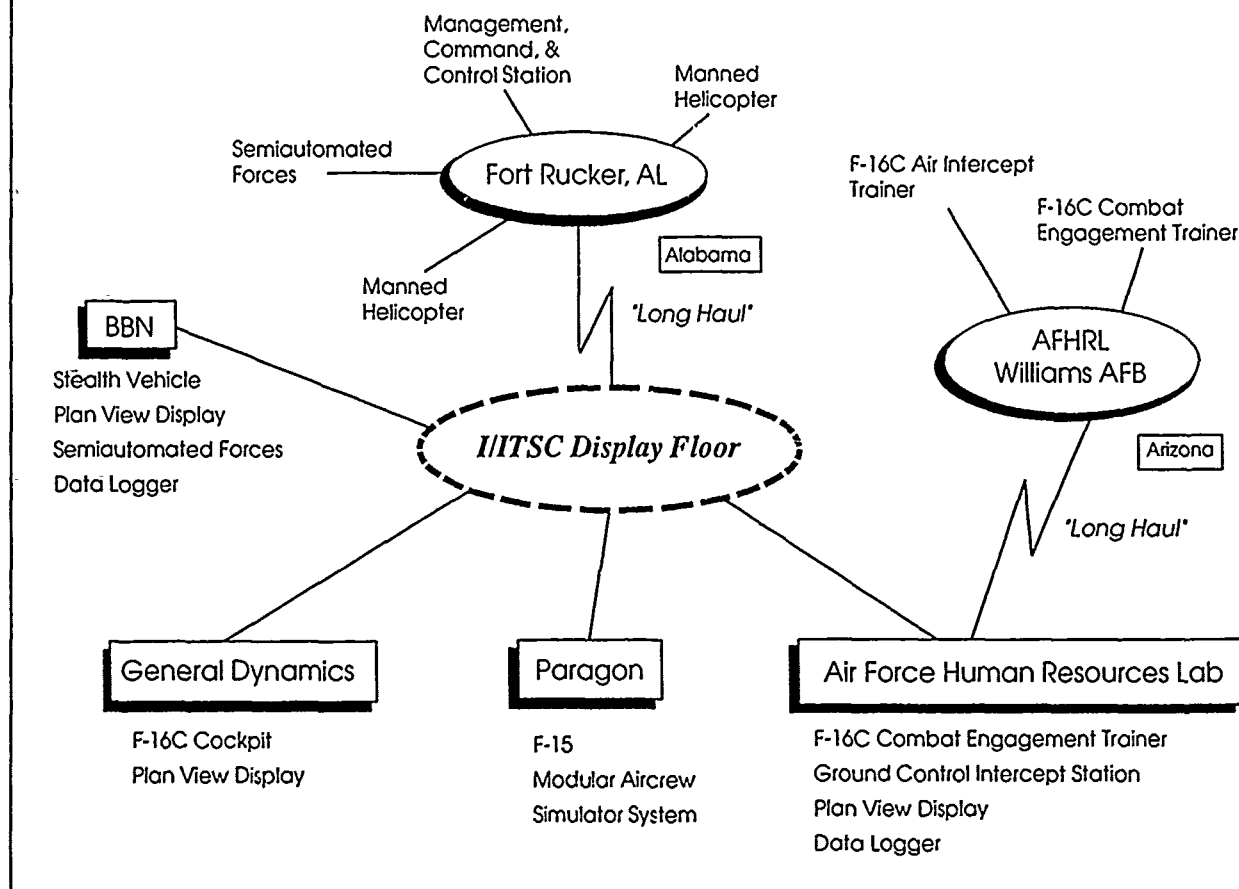 Management,
Command, &
Control Station
Manned
Helicopter
Semiautomated
Forces
Fort Rucker, AL
F-16C Air Intercept
Trainer
F-16C Combat
Engagement Trainer
Alabama
Manned
Helicopter
"Long Haul"
BBN
Stealth Vehicle
Plan View Display
Semiautomated Forces
Data Logger
AFHRL
Williams AFB
I/ITSC Display Floor
Arizona
"Long Haul"
General Dynamics
F-16C Cockpit
Plan View Display
Paragon
F-15
Modular Aircrew
Simulator System
Air Force Human Resources Lab
F-16C Combat Engagement Trainer
Ground Control Intercept Station
Plan View Display
Data Logger